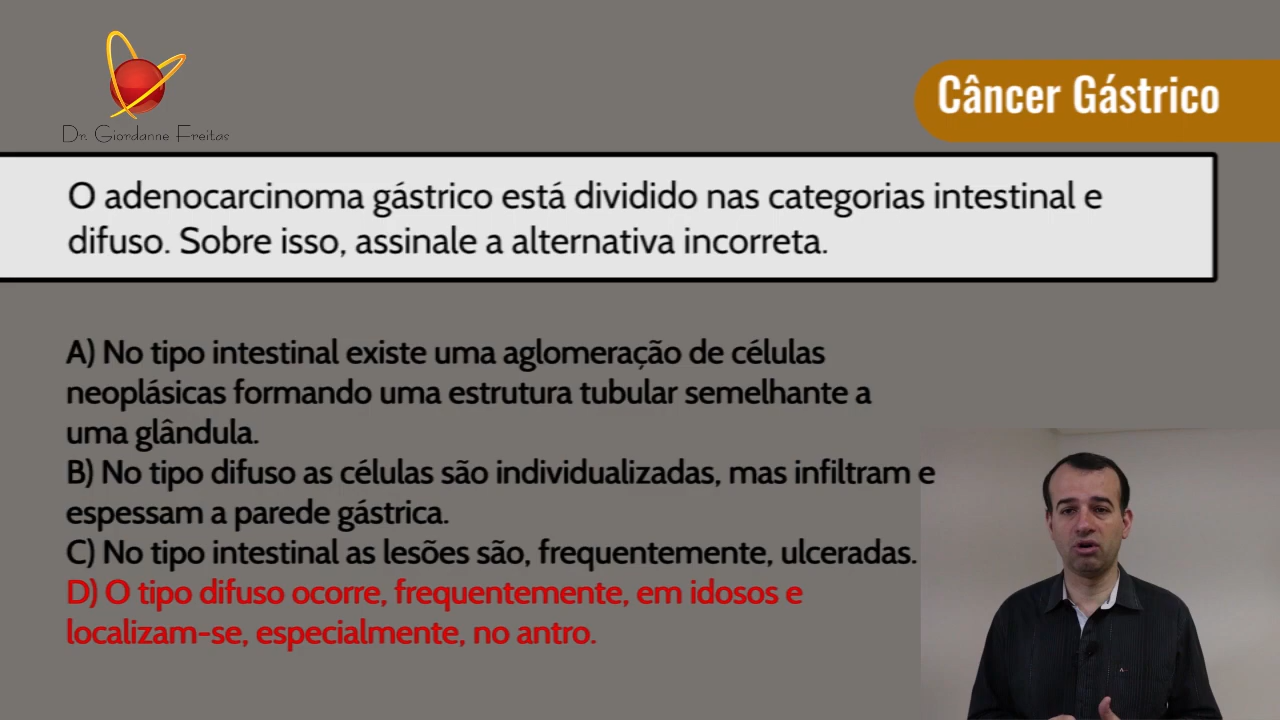 Dr. Giordanne Freitas
Câncer Gástrico
O adenocarcinoma gástrico está dividido nas categorias intestinal e
difuso. Sobre isso, assinale a alternativa incorreta.
A) No tipo intestinal existe uma aglomeração de células
neoplásicas formando uma estrutura tubular semelhante a
uma glândula.
B) No tipo difuso as células são individualizadas, mas infiltram e
espessam a parede gástrica.
C) No tipo intestinal as lesões são, frequentemente, ulceradas.
D) O tipo difuso ocorre, frequentemente, em idosos e
localizam-se, especialmente, no antro.